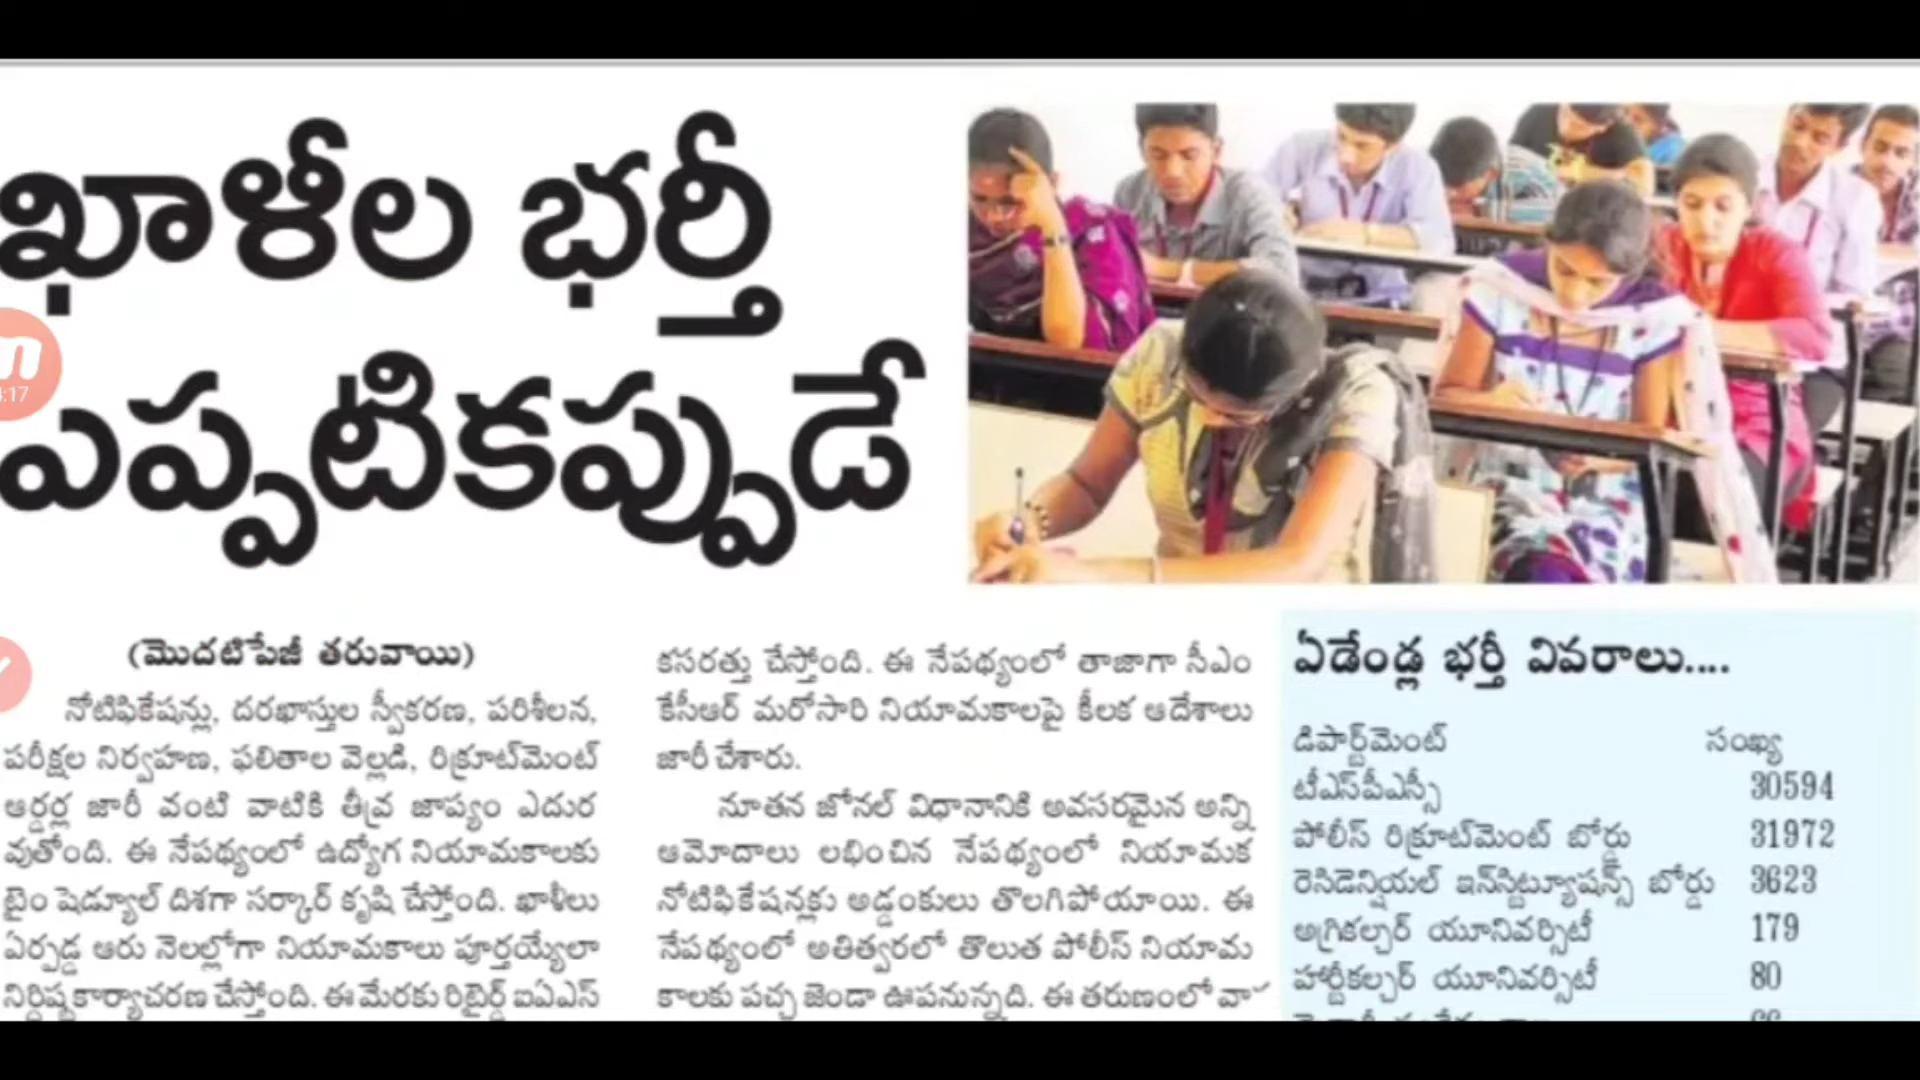 ఖాళీల భర్తీ
ఎప్పటికప్పుడే
4:17
(మొదటిపేజీ తరువాయి)
నోటిఫికేషన్లు, దరఖాస్తుల స్వీకరణ, పరిశీలన,
పరీక్షల నిర్వహణ, ఫలితాల వెల్లడి, రిక్రూట్‌మెంట్
ఆర్డర్ల జారీ వంటి వాటికి తీవ్ర జాప్యం ఎదుర
వుతోంది. ఈ నేపథ్యంలో ఉద్యోగ నియామకాలకు
టైం షెడ్యూల్ దిశగా సర్కార్ కృషి చేస్తోంది. ఖాళీలు
ఏర్పడ్డ ఆరు నెలల్లోగా నియామకాలు పూర్తయ్యేలా
నిర్దిష్ట కార్యాచరణ చేస్తోంది. ఈ మేరకు రిటైర్డ్ ఐఏఎస్
కసరత్తు చేస్తోంది. ఈ నేపథ్యంలో తాజాగా సీఎం
కేసీఆర్ మరోసారి నియామకాలపై కీలక ఆదేశాలు
జారీ చేశారు.
నూతన జోనల్ విధానానికి అవసరమైన అన్ని
ఆమోదాలు లభించిన నేపథ్యంలో నియామక
నోటిఫికేషన్లకు అడ్డంకులు తొలగిపోయాయి. ఈ
నేపథ్యంలో అతిత్వరలో తొలుత పోలీస్ నియామ
కాలకు పచ్చ జెండా ఊపనున్నది. ఈ తరుణంలో వా
ఏడేండ్ల భర్తీ వివరాలు....
డిపార్ట్‌మెంట్ సంఖ్య
టీఎస్‌పీఎస్సీ 30594
పోలీస్ రిక్రూట్‌మెంట్ బోర్డు 31972
రెసిడెన్షియల్ ఇన్‌స్టిట్యూషన్స్ బోర్డు 3623
అగ్రికల్చర్ యూనివర్సిటీ 179
హార్టికల్చర్ యూనివర్సిటీ 80